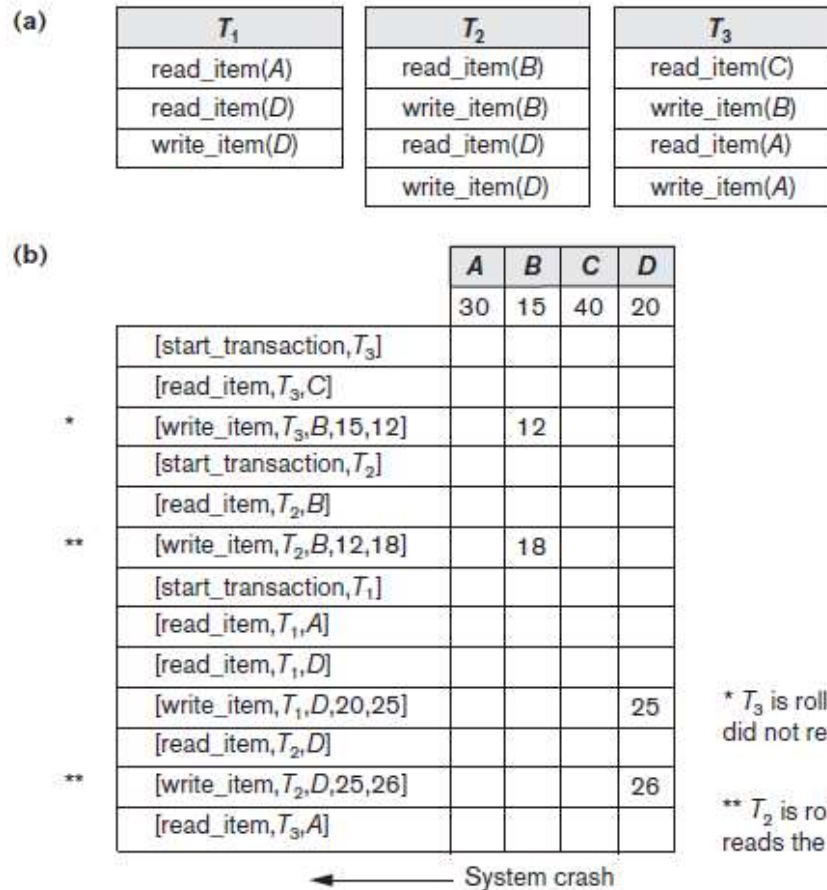 (a)
T1 T2 T3
read_item(A) read_item(B) read_item(C)
read_item(D) write_item(B) write_item(B)
write_item(D) read_item(D) read_item(A)
write_item(D) write_item(A)
(b)
A B C D
30 15 40 20
[start_transaction,T3]
[read_item,T3,C]
* [write_item,T3,B,15,12] 12
[start_transaction,T2]
[read_item,T2,B]
** [write_item,T2,B,12,18] 18
[start_transaction,T1]
[read_item,T1,A]
[read_item,T1,D]
[write_item,T1,D,20,25] 25
* T3 is roll
did not re
[read_item,T2,D]
** [write_item,T2,D,25,26] 26
** T2 is ro
reads the
[read_item,T3,A]
System crash